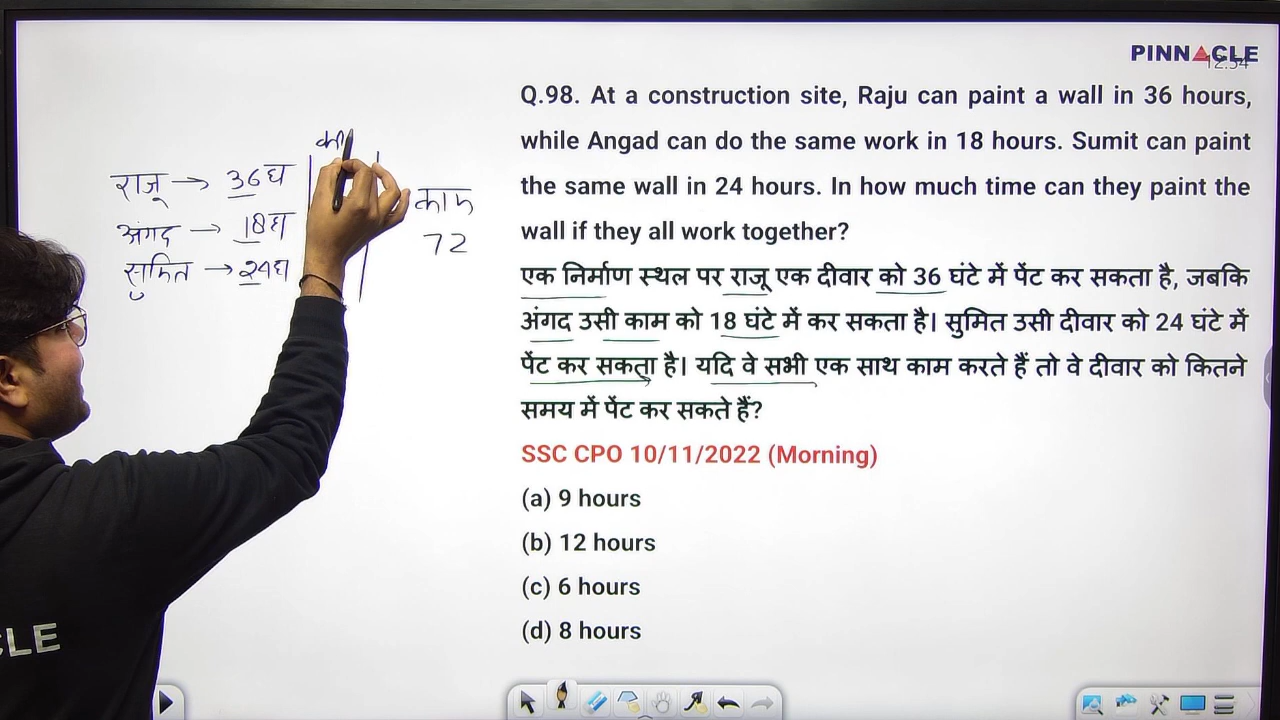 PINNACLE
12:54
Q.98. At a construction site, Raju can paint a wall in 36 hours,
while Angad can do the same work in 18 hours. Sumit can paint
the same wall in 24 hours. In how much time can they paint the
wall if they all work together?
एक निर्माण स्थल पर राजू एक दीवार को 36 घंटे में पेंट कर सकता है, जबकि
अंगद उसी काम को 18 घंटे में कर सकता है। सुमित उसी दीवार को 24 घंटे में
पेंट कर सकता है। यदि वे सभी एक साथ काम करते हैं तो वे दीवार को कितने
समय में पेंट कर सकते हैं?
SSC CPO 10/11/2022 (Morning)
(a) 9 hours
(b) 12 hours
(c) 6 hours
(d) 8 hours
राजू → 36घ
अंगद → 18घ
सुमित → 24घ
का
काम
72
CLE